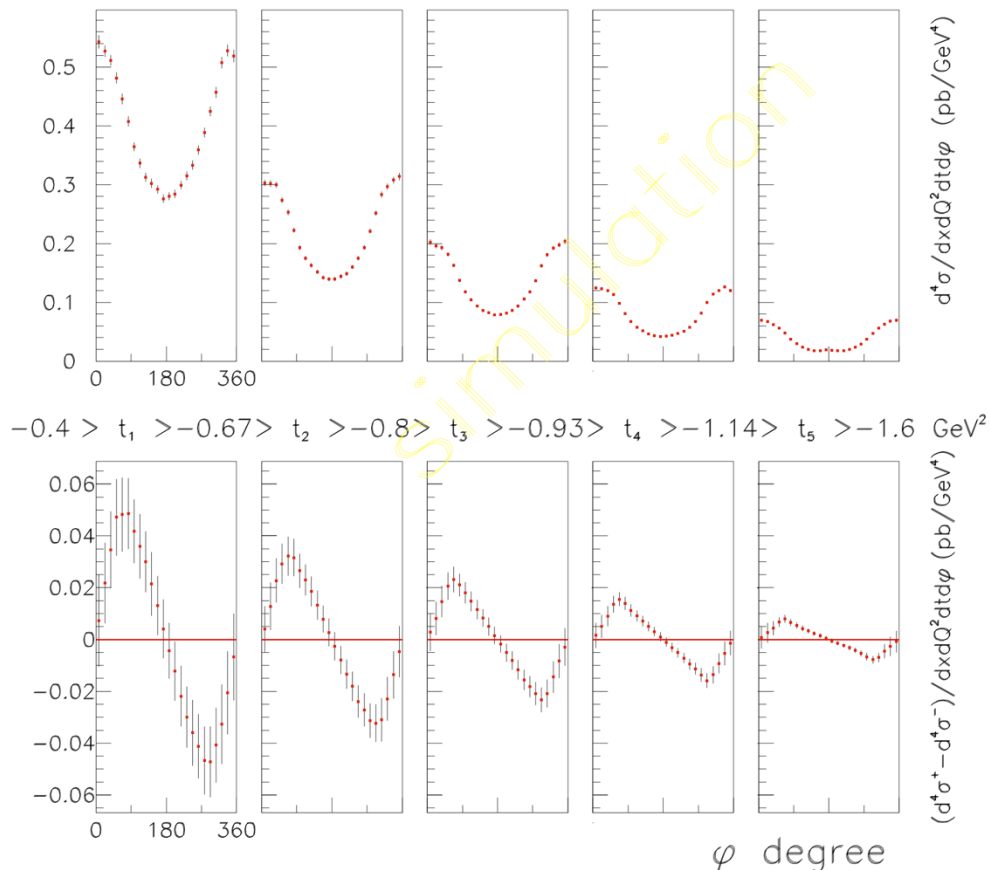 0.5
0.4
0.3
0.2
0.1
0
0 180 360
d⁴σ/dxdQ²dtdφ (pb/GeV⁴)
simulation
−0.4 > t₁ >−0.67> t₂ >−0.8> t₃ >−0.93> t₄ >−1.14> t₅ >−1.6 GeV²
0.06
0.04
0.02
0
−0.02
−0.04
−0.06
0 180 360
(d⁴σ⁺−d⁴σ⁻)/dxdQ²dtdφ (pb/GeV⁴)
φ degree